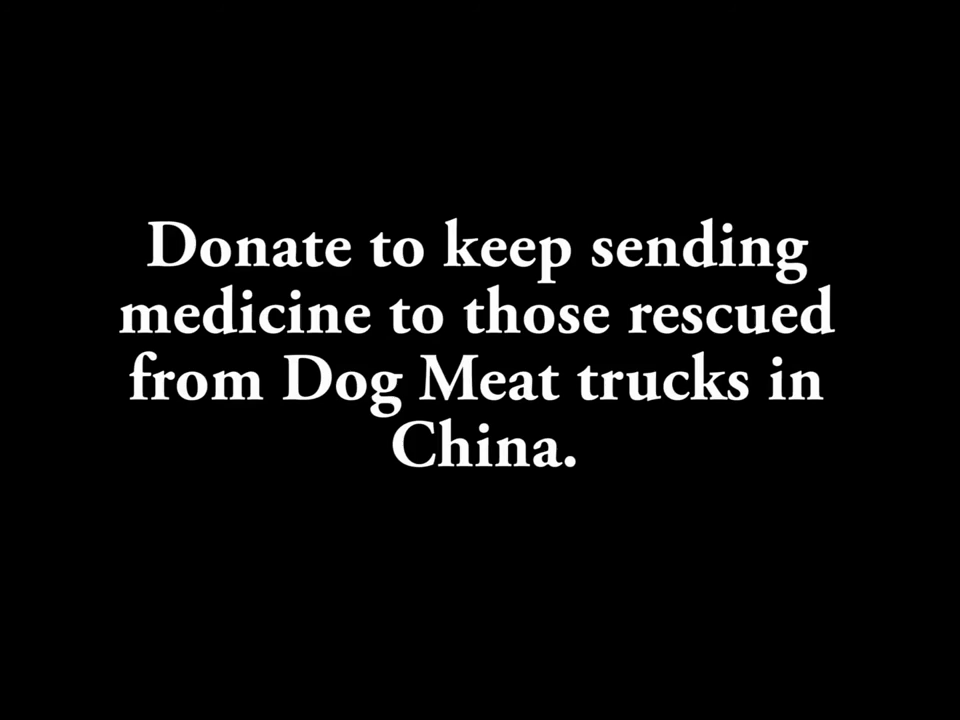 Donate to keep sending
medicine to those rescued
from Dog Meat trucks in
China.